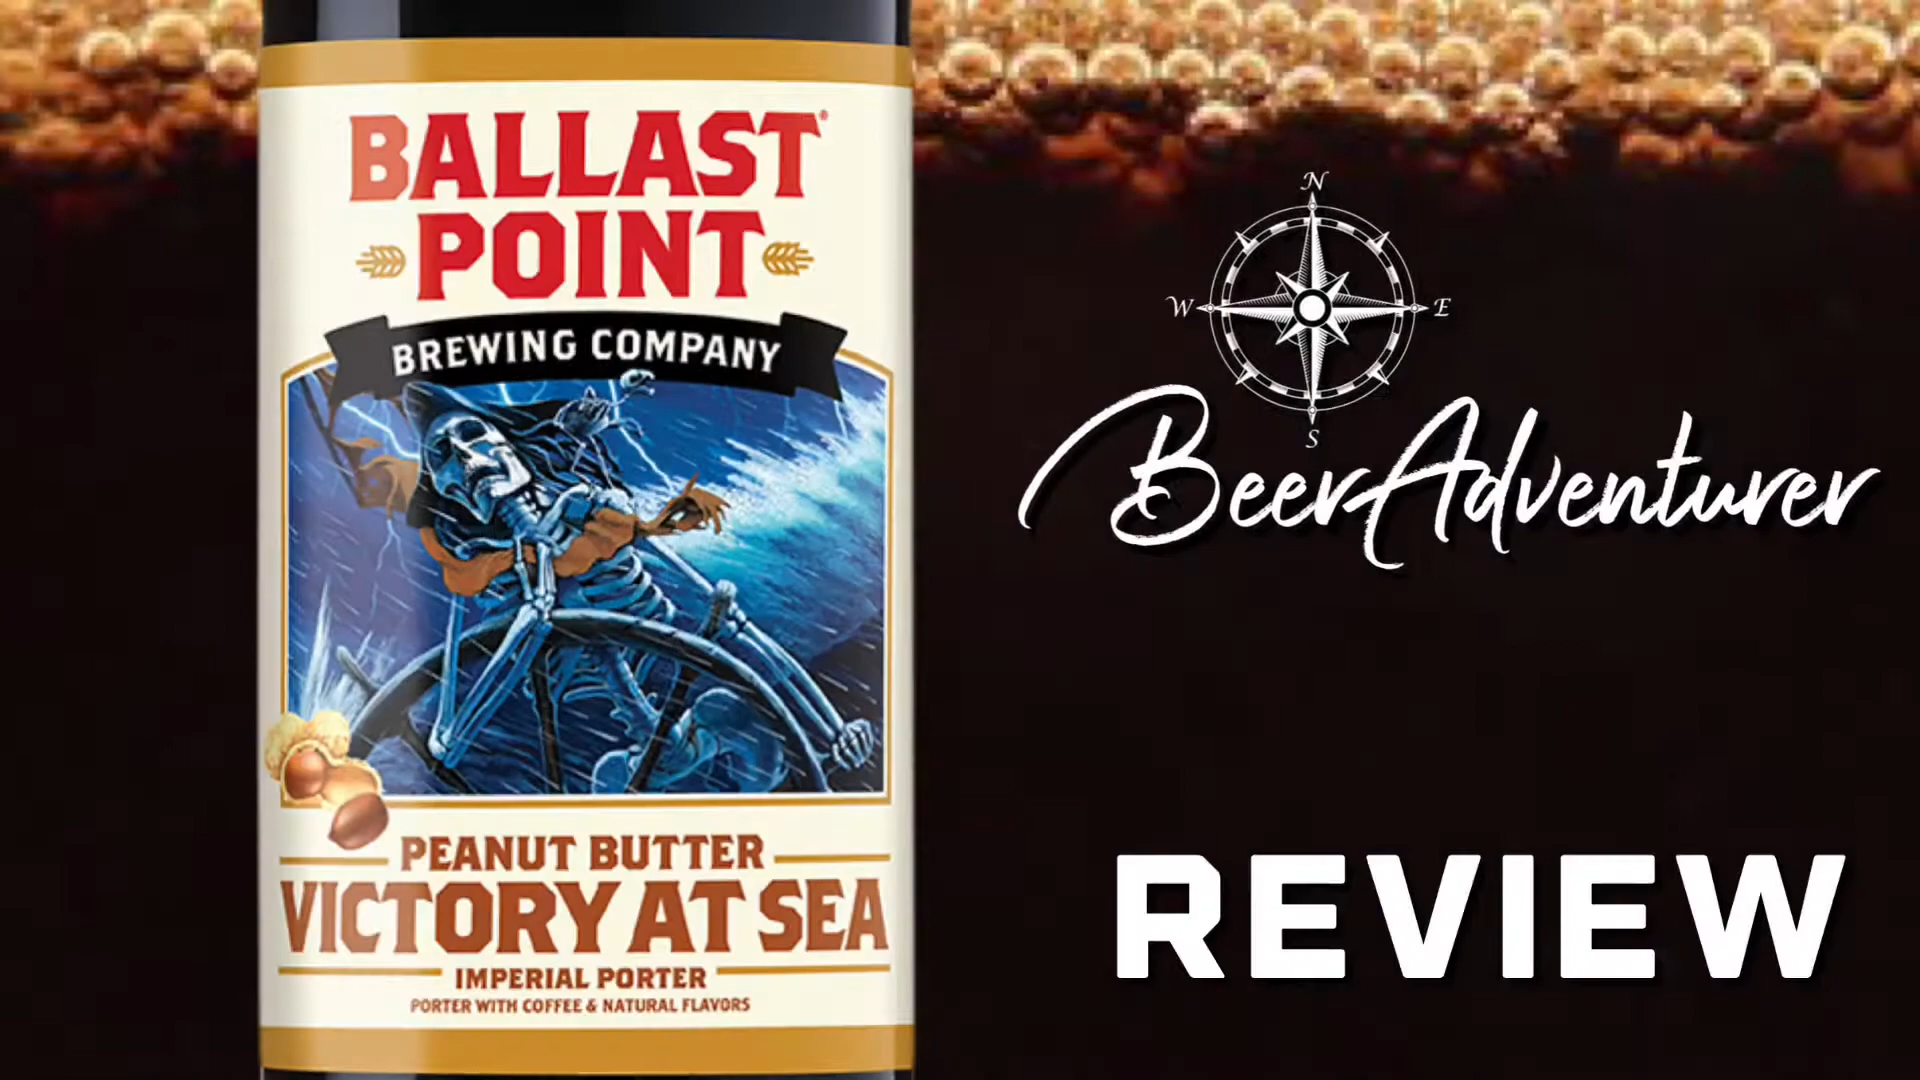 BALLAST
POINT
BREWING COMPANY
PEANUT BUTTER
VICTORY AT SEA
IMPERIAL PORTER
PORTER WITH COFFEE & NATURAL FLAVORS
N
W E
S
BeerAdventurer
REVIEW